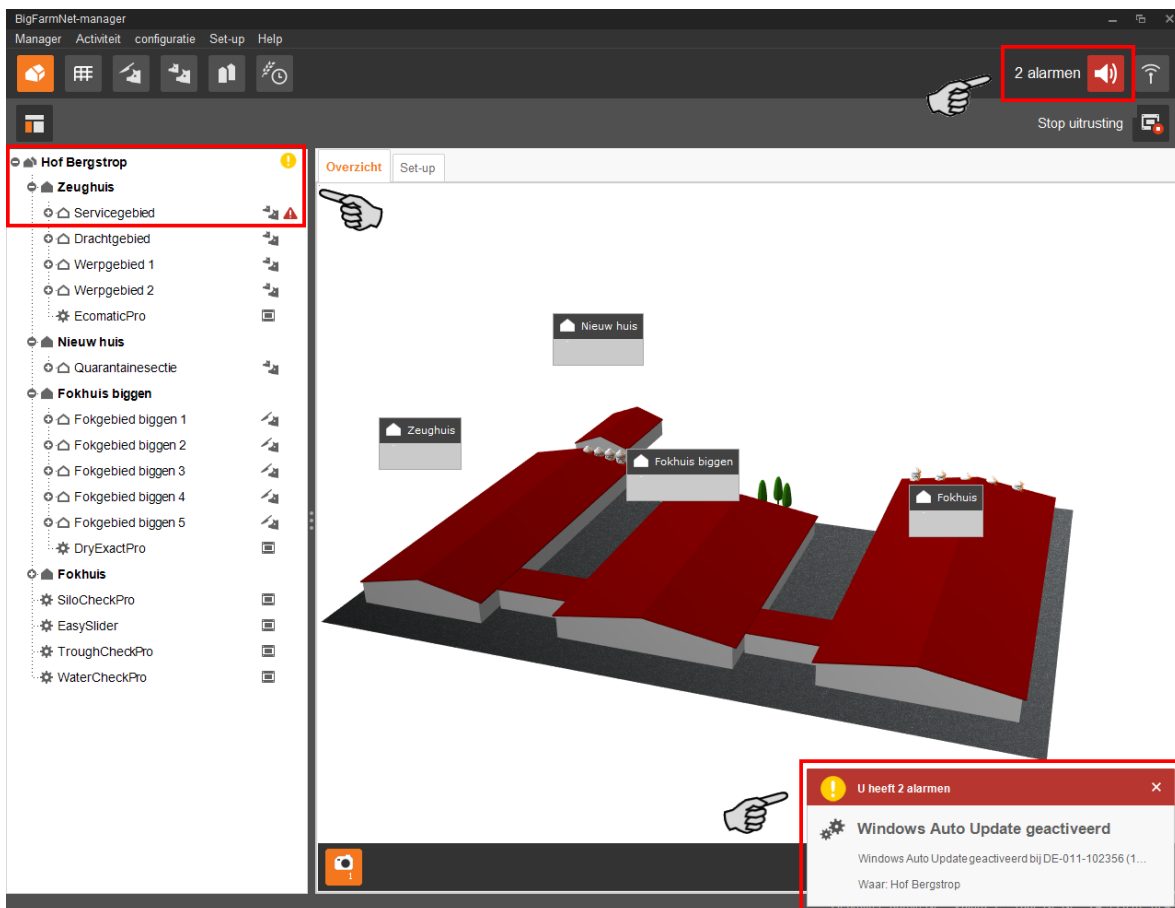 BigFarmNet-manager
Manager Activiteit configuratie Set-up Help
2 alarmen
Stop uitrusting
Hof Bergstrop
Zeughuis
Servicegebied
Drachtgebied
Werpgebied 1
Werpgebied 2
EcomaticPro
Nieuw huis
Quarantainesectie
Fokhuis biggen
Fokgebied biggen 1
Fokgebied biggen 2
Fokgebied biggen 3
Fokgebied biggen 4
Fokgebied biggen 5
DryExactPro
Fokhuis
SiloCheckPro
EasySlider
TroughCheckPro
WaterCheckPro
Overzicht Set-up
Nieuw huis
Zeughuis
Fokhuis biggen
Fokhuis
1
U heeft 2 alarmen
Windows Auto Update geactiveerd
Windows Auto Update geactiveerd bij DE-011-102356 (1...
Waar: Hof Bergstrop